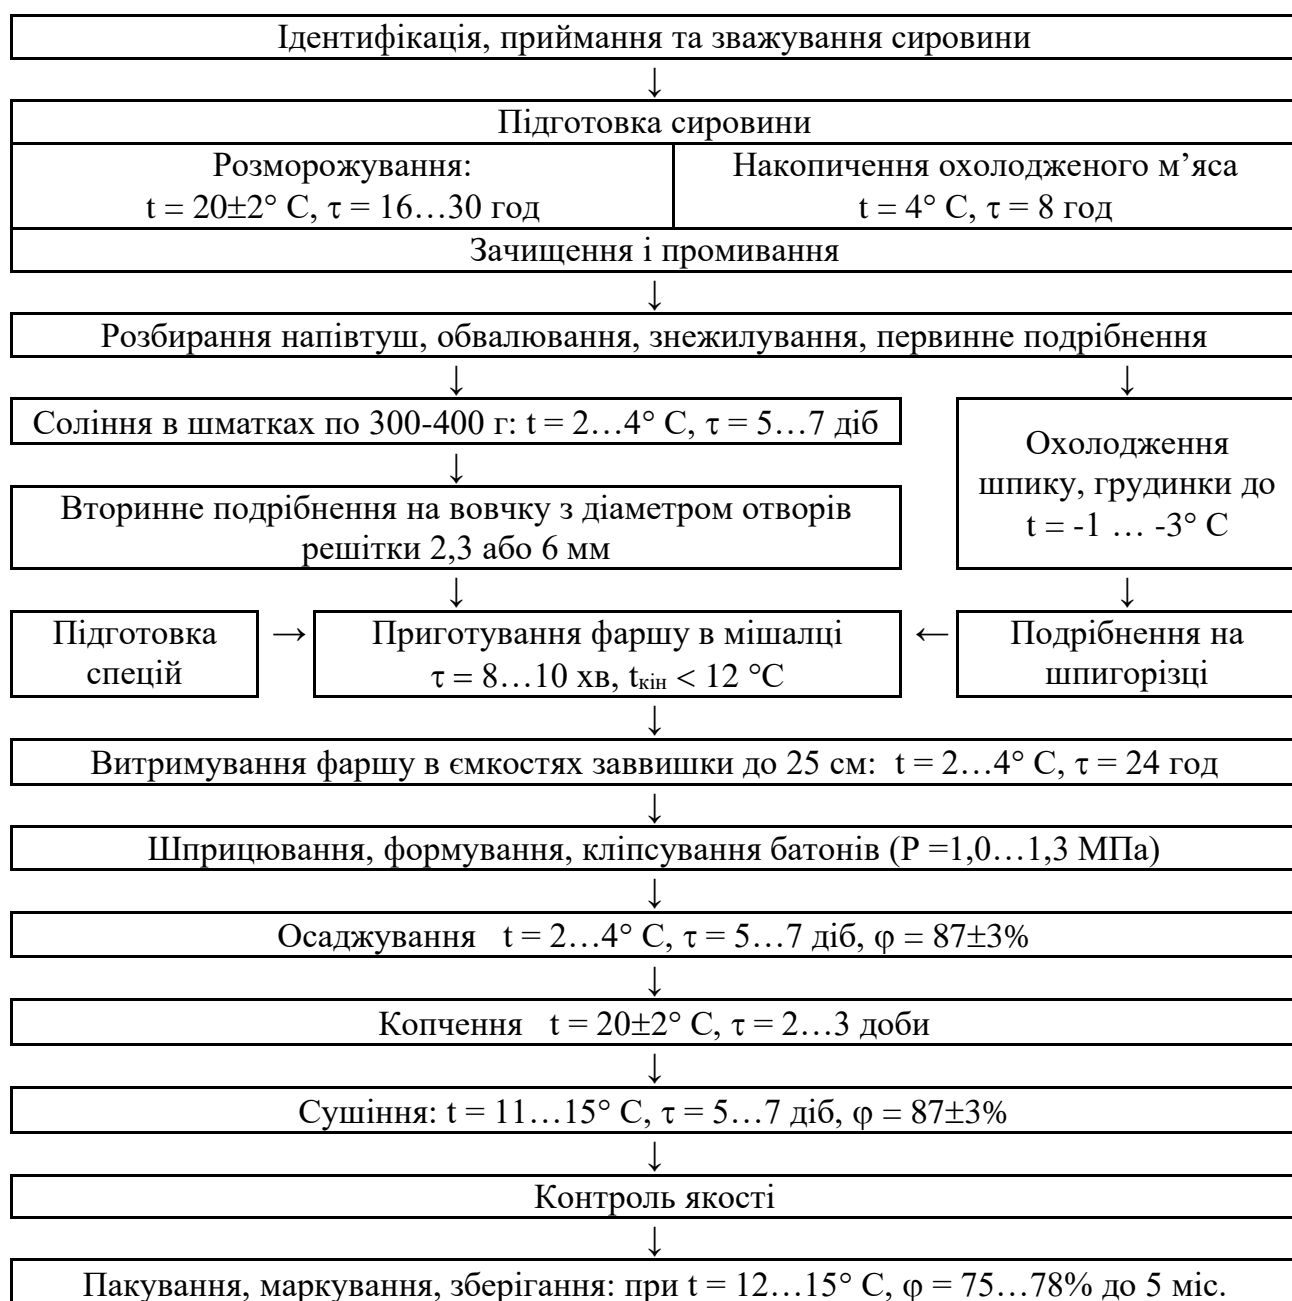 Ідентифікація, приймання та зважування сировини
↓
Підготовка сировини
Розморожування:
t = 20±2° C, τ = 16…30 год
Накопичення охолодженого м’яса
t = 4° C, τ = 8 год
Зачищення і промивання
↓
Розбирання напівтуш, обвалювання, знежилування, первинне подрібнення
↓
↓
Соління в шматках по 300-400 г: t = 2…4° C, τ = 5…7 діб
↓
Вторинне подрібнення на вовчку з діаметром отворів
решітки 2,3 або 6 мм
Охолодження
шпику, грудинки до
t = -1 … -3° C
↓
↓
Підготовка
спецій
→
Приготування фаршу в мішалці
τ = 8…10 хв, tкін < 12 °C
←
Подрібнення на
шпигорізці
↓
Витримування фаршу в ємкостях заввишки до 25 см: t = 2…4° C, τ = 24 год
↓
Шприцювання, формування, кліпсування батонів (P =1,0…1,3 МПа)
↓
Осаджування t = 2…4° C, τ = 5…7 діб, φ = 87±3%
↓
Копчення t = 20±2° C, τ = 2…3 доби
↓
Сушіння: t = 11…15° C, τ = 5…7 діб, φ = 87±3%
↓
Контроль якості
↓
Пакування, маркування, зберігання: при t = 12…15° C, φ = 75…78% до 5 міс.